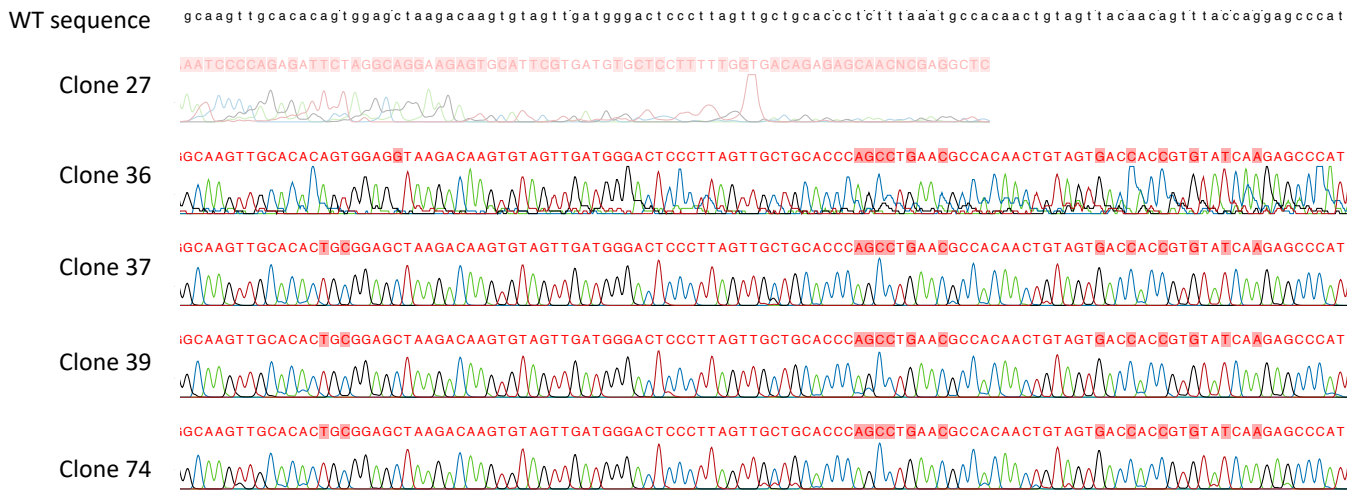 WT sequence gcaagttgcacacagtggagctaagacaagtgtagttgatgggactcccttagttgctgcaccctctttaaatgccacaactgtagttacaacagtttaccaggagcccat
Clone 27 AATCCCCAGAGATTCTAGGCAGGAAGAGTGCATTCGTGATGTGCTCCTTTTTGGTGACAGAGAGCAACNCGAGGCTC
Clone 36 GCAAGTTGCACACAGTGGAGGTAAGACAAGTGTAGTTGATGGGACTCCCTTAGTTGCTGCACCCAGCCTGAACGCCACAACTGTAGTGACCACCGTGTATCAAGAGCCCAT
Clone 37 GCAAGTTGCACACTGCGGAGCTAAGACAAGTGTAGTTGATGGGACTCCCTTAGTTGCTGCACCCAGCCTGAACGCCACAACTGTAGTGACCACCGTGTATCAAGAGCCCAT
Clone 39 GCAAGTTGCACACTGCGGAGCTAAGACAAGTGTAGTTGATGGGACTCCCTTAGTTGCTGCACCCAGCCTGAACGCCACAACTGTAGTGACCACCGTGTATCAAGAGCCCAT
Clone 74 GCAAGTTGCACACTGCGGAGCTAAGACAAGTGTAGTTGATGGGACTCCCTTAGTTGCTGCACCCAGCCTGAACGCCACAACTGTAGTGACCACCGTGTATCAAGAGCCCAT